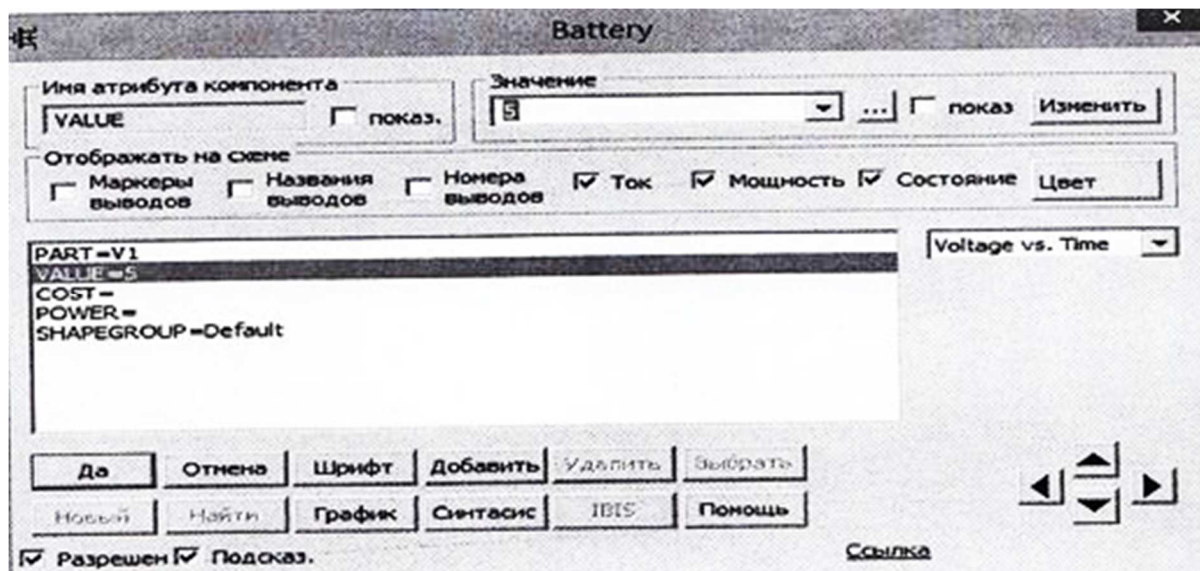 Battery
Имя атрибута компонента
VALUE
показ.
Значение
5
...
показ
Изменить
Отображать на схеме
Маркеры выводов
Названия выводов
Номера выводов
Ток
Мощность
Состояние
Цвет
PART=V1
VALUE=5
COST=
POWER=
SHAPEGROUP=Default
Voltage vs. Time
Да
Отмена
Шрифт
Добавить
Удалить
Выбрать
Новый
Найти
График
Синтасис
IBIS
Помощь
Разрешен
Подсказ.
Ссылка